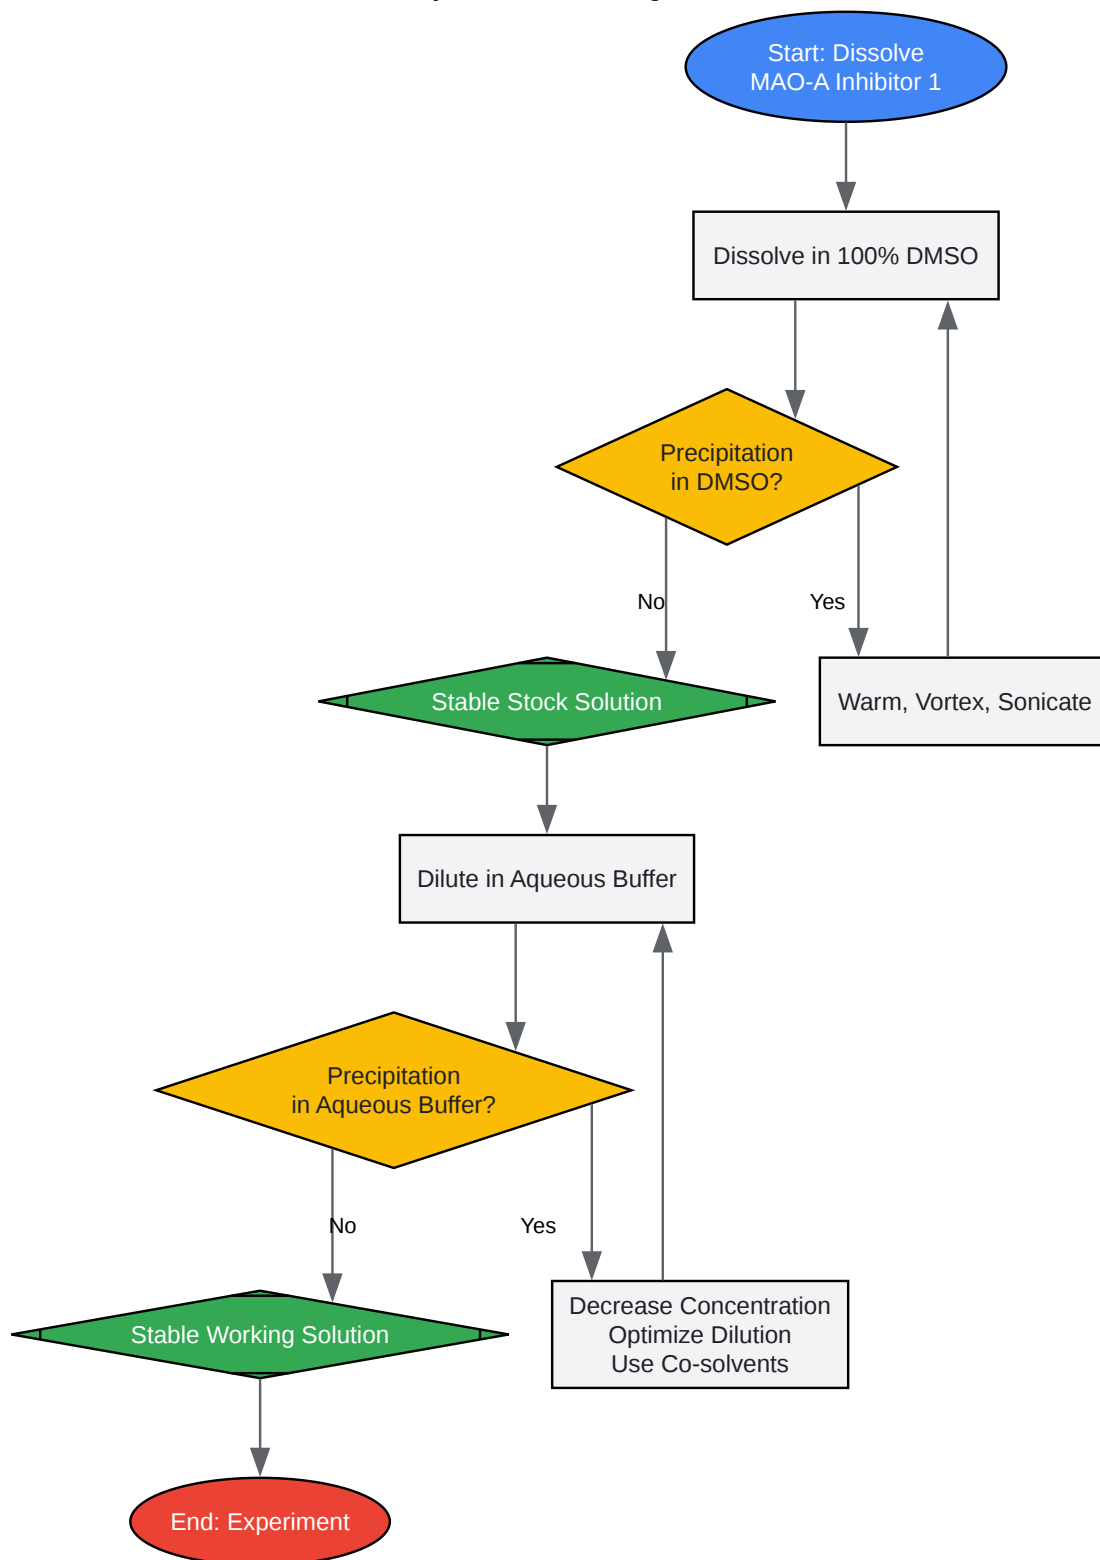 Start: Dissolve
MAO-A Inhibitor 1
Dissolve in 100% DMSO
Precipitation
in DMSO?
No
Yes
Stable Stock Solution
Warm, Vortex, Sonicate
Dilute in Aqueous Buffer
Precipitation
in Aqueous Buffer?
No
Yes
Stable Working Solution
Decrease Concentration
Optimize Dilution
Use Co-solvents
End: Experiment